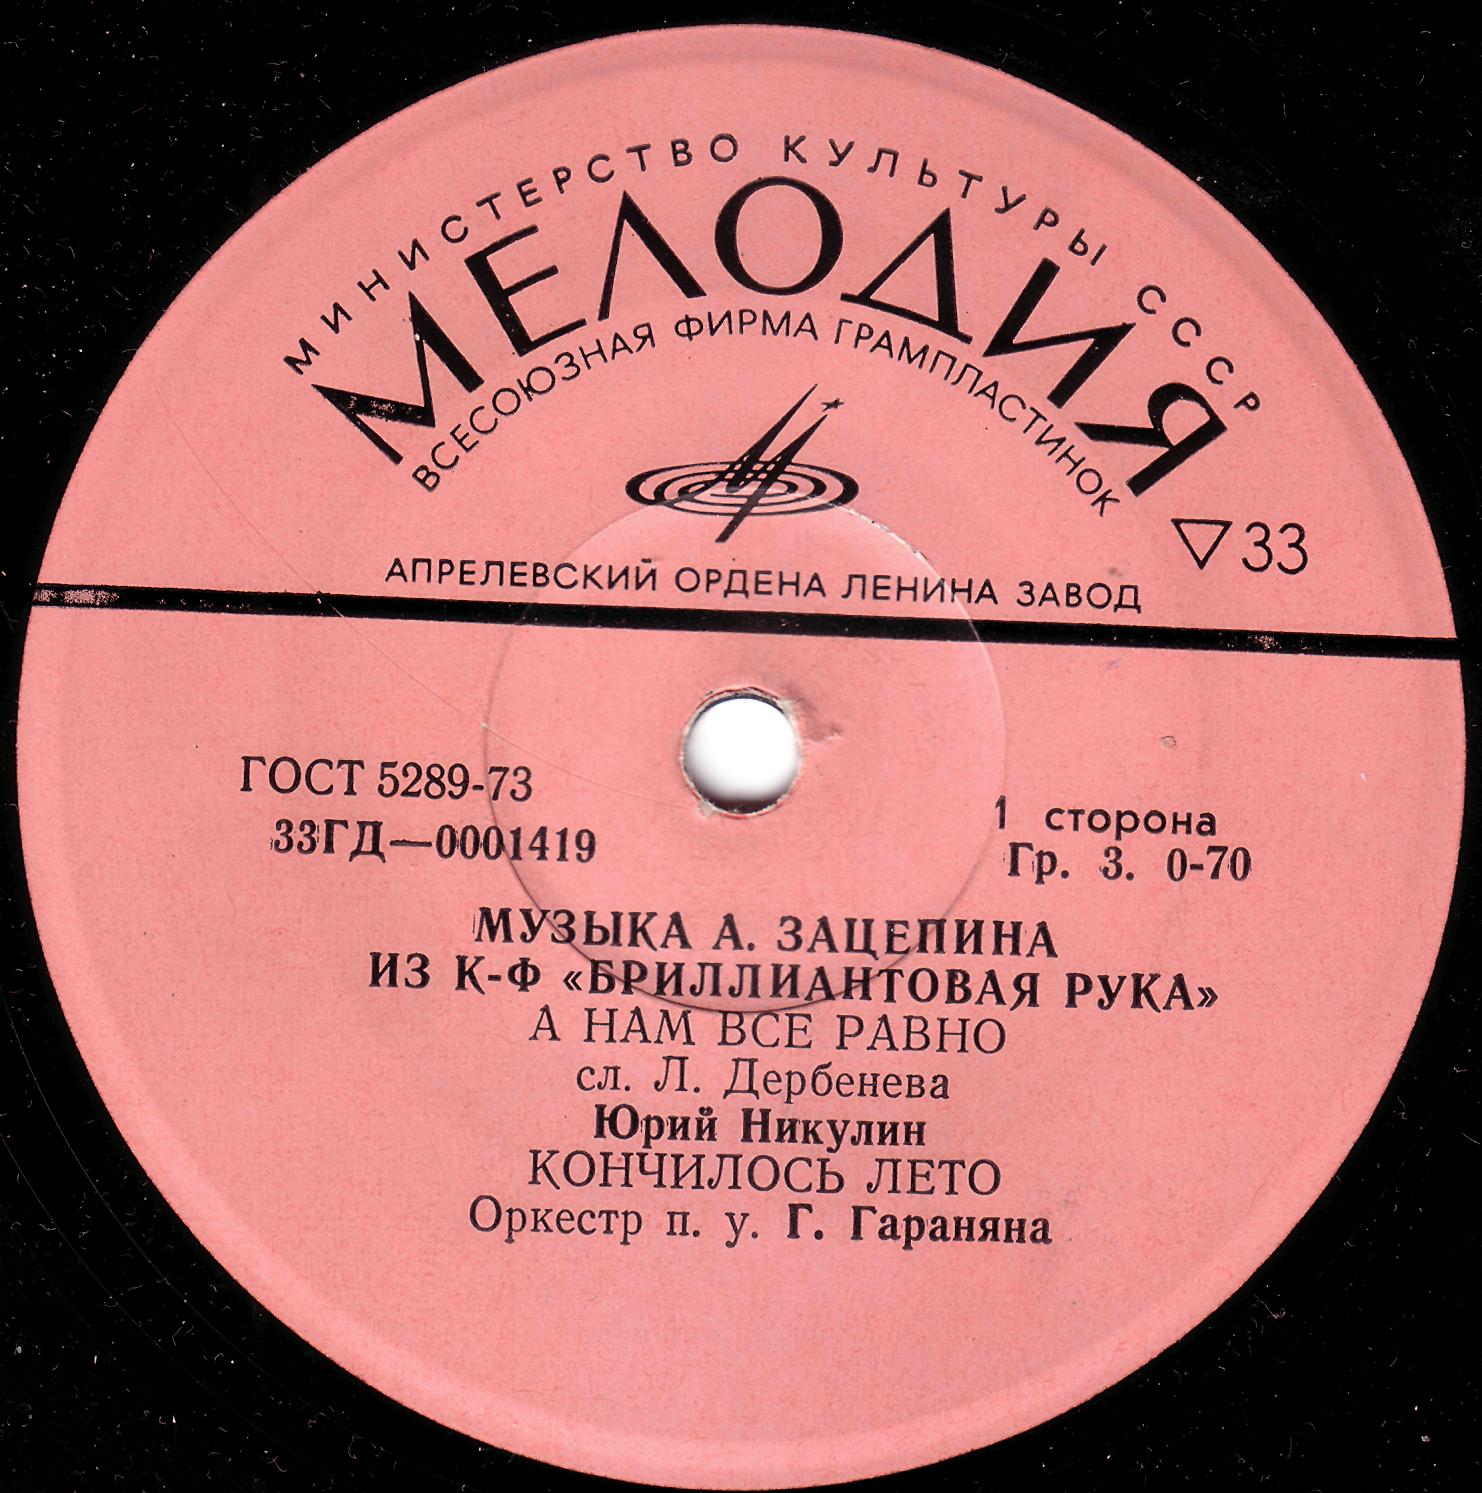 МИНИСТЕРСТВО КУЛЬТУРЫ СССР
МЕЛОДИЯ
ВСЕСОЮЗНАЯ ФИРМА ГРАМПЛАСТИНОК
▽33
АПРЕЛЕВСКИЙ ОРДЕНА ЛЕНИНА ЗАВОД
ГОСТ 5289-73
33ГД—0001419
1 сторона
Гр. 3. 0-70
МУЗЫКА А. ЗАЦЕПИНА
ИЗ К-Ф «БРИЛЛИАНТОВАЯ РУКА»
А НАМ ВСЕ РАВНО
сл. Л. Дербенева
Юрий Никулин
КОНЧИЛОСЬ ЛЕТО
Оркестр п. у. Г. Гараняна